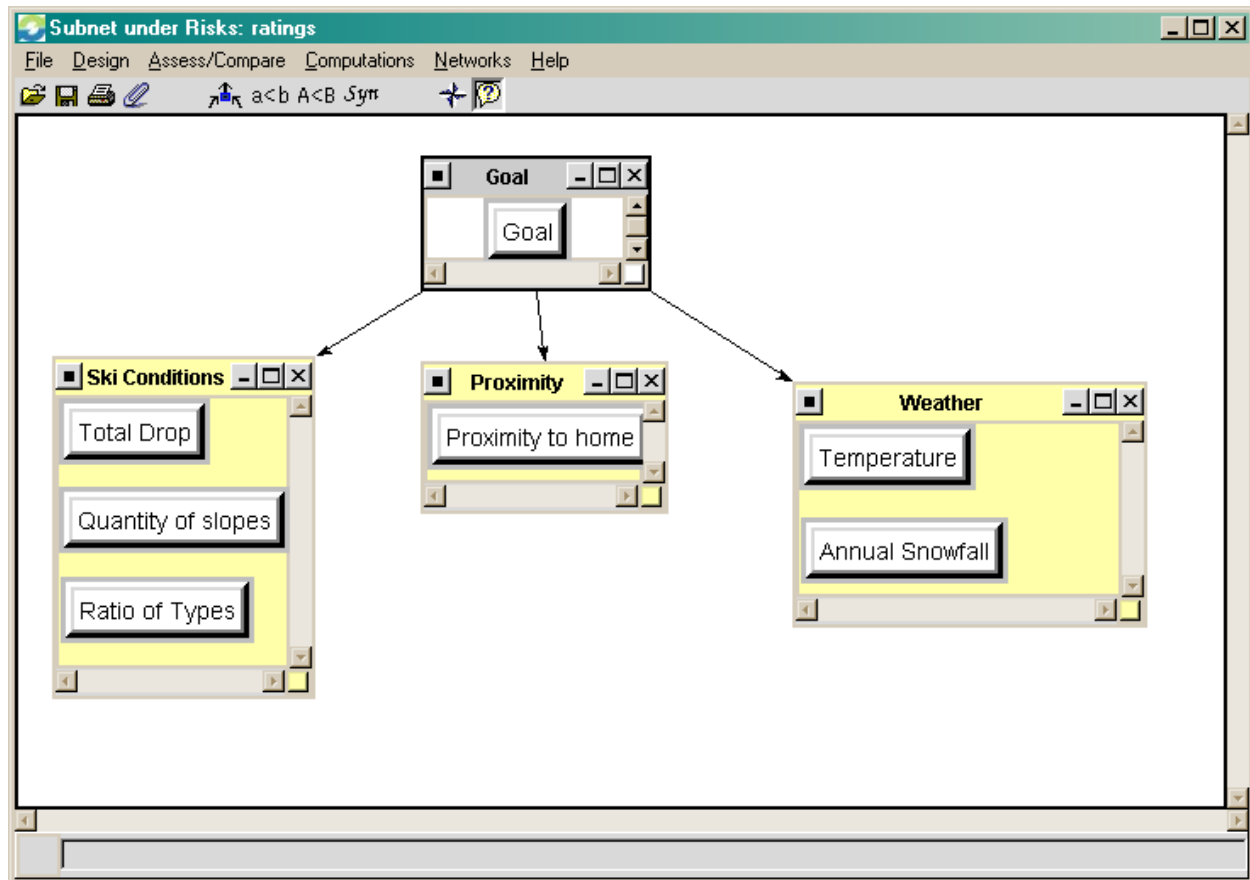 Subnet under Risks: ratings
File Design Assess/Compare Computations Networks Help
a<b A<B Syn
Goal
Goal
Ski Conditions
Total Drop
Quantity of slopes
Ratio of Types
Proximity
Proximity to home
Weather
Temperature
Annual Snowfall